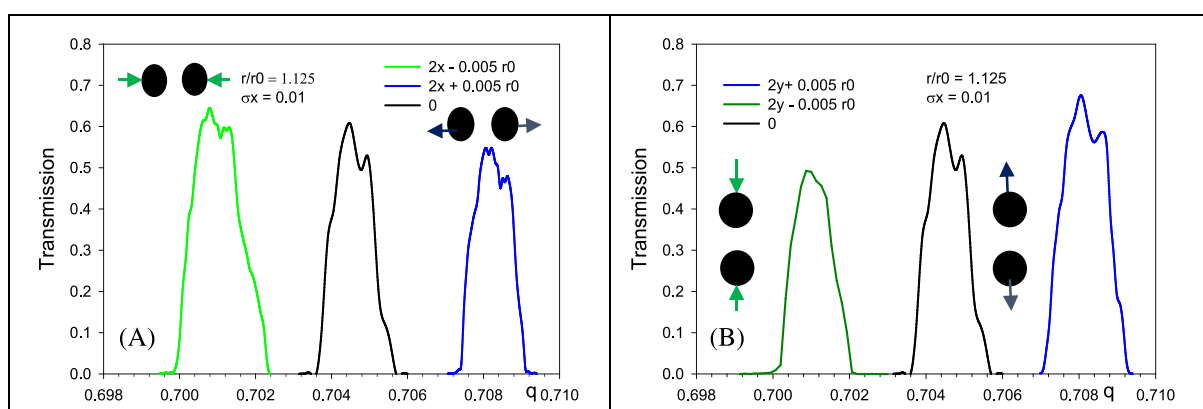 0.8
0.7
0.6
0.5
0.4
0.3
0.2
0.1
0.0
Transmission
r/r0 = 1.125
σx = 0.01
2x - 0.005 r0
2x + 0.005 r0
0
(A)
0.698 0.700 0.702 0.704 0.706 0.708 q 0.710
0.8
0.7
0.6
0.5
0.4
0.3
0.2
0.1
0.0
Transmission
2y+ 0.005 r0
2y - 0.005 r0
0
r/r0 = 1.125
σx = 0.01
(B)
0.698 0.700 0.702 0.704 0.706 0.708 q 0.710